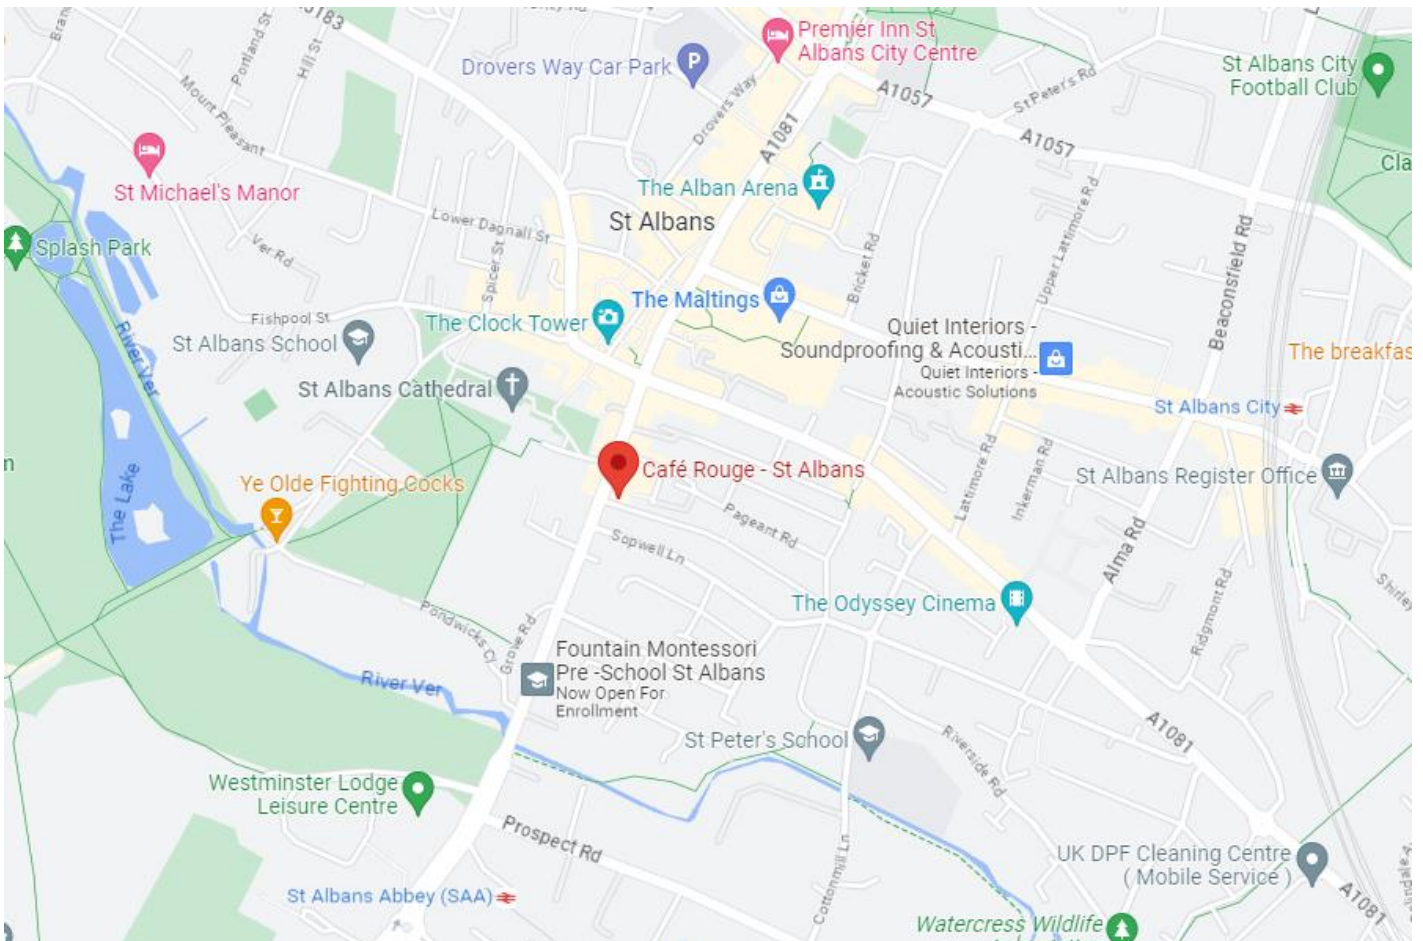 Premier Inn St
Albans City Centre
Drovers Way Car Park
St Albans City
Football Club
Portland St
Hill St
Mount Pleasant
Drovers Way
A1081
A1057
St Peter's Rd
A1057
Cla
St Michael's Manor
The Alban Arena
St Albans
Lower Dagnall St
Upper Lattimore Rd
Beaconsfield Rd
Splash Park
Ver Rd
Spicer St
Bricket Rd
The Maltings
Fishpool St
The Clock Tower
St Albans School
River Ver
Quiet Interiors -
Soundproofing & Acousti...
Quiet Interiors -
Acoustic Solutions
The breakfas
St Albans Cathedral
St Albans City
Café Rouge - St Albans
Lattimore Rd
Inkerman Rd
St Albans Register Office
Ye Olde Fighting Cocks
The Lake
Pageant Rd
Sopwell Ln
Alma Rd
The Odyssey Cinema
Ridgmont Rd
Shirley
Pondwicks Cl
Grove Rd
Fountain Montessori
Pre -School St Albans
Now Open For
Enrollment
River Ver
St Peter's School
Riverside Rd
A1081
Westminster Lodge
Leisure Centre
Prospect Rd
Cottonmill Ln
UK DPF Cleaning Centre
( Mobile Service )
A1081
St Albans Abbey (SAA)
Watercress Wildlife